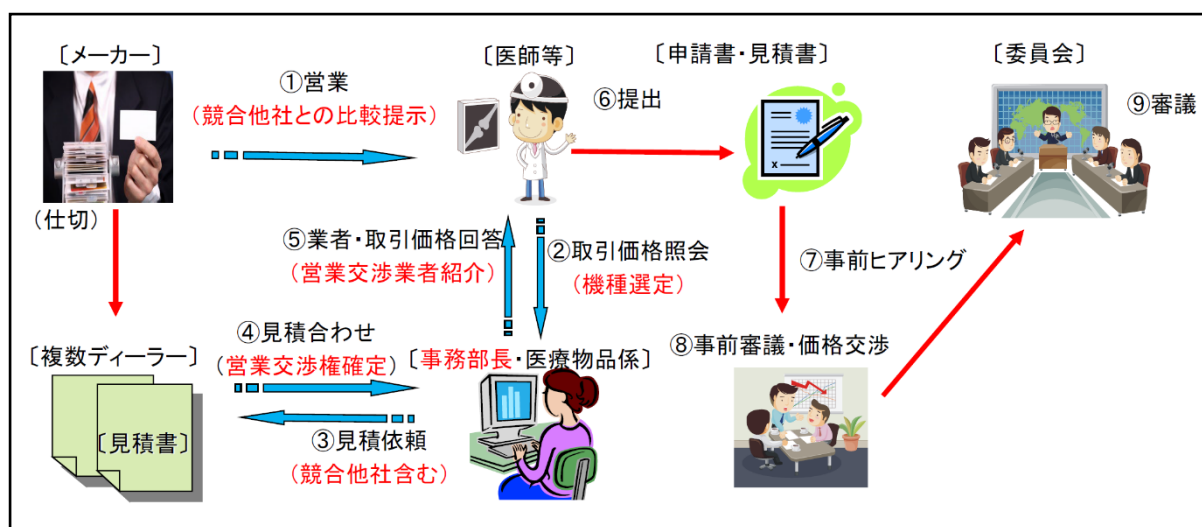 〔メーカー〕
①営業
(競合他社との比較提示)
〔医師等〕
⑥提出
〔申請書・見積書〕
〔委員会〕
⑨審議
(仕切)
⑤業者・取引価格回答
(営業交渉業者紹介)
②取引価格照会
(機種選定)
⑦事前ヒアリング
〔複数ディーラー〕
④見積合わせ
(営業交渉権確定)
〔事務部長・医療物品係〕
⑧事前審議・価格交渉
〔見積書〕
③見積依頼
(競合他社含む)